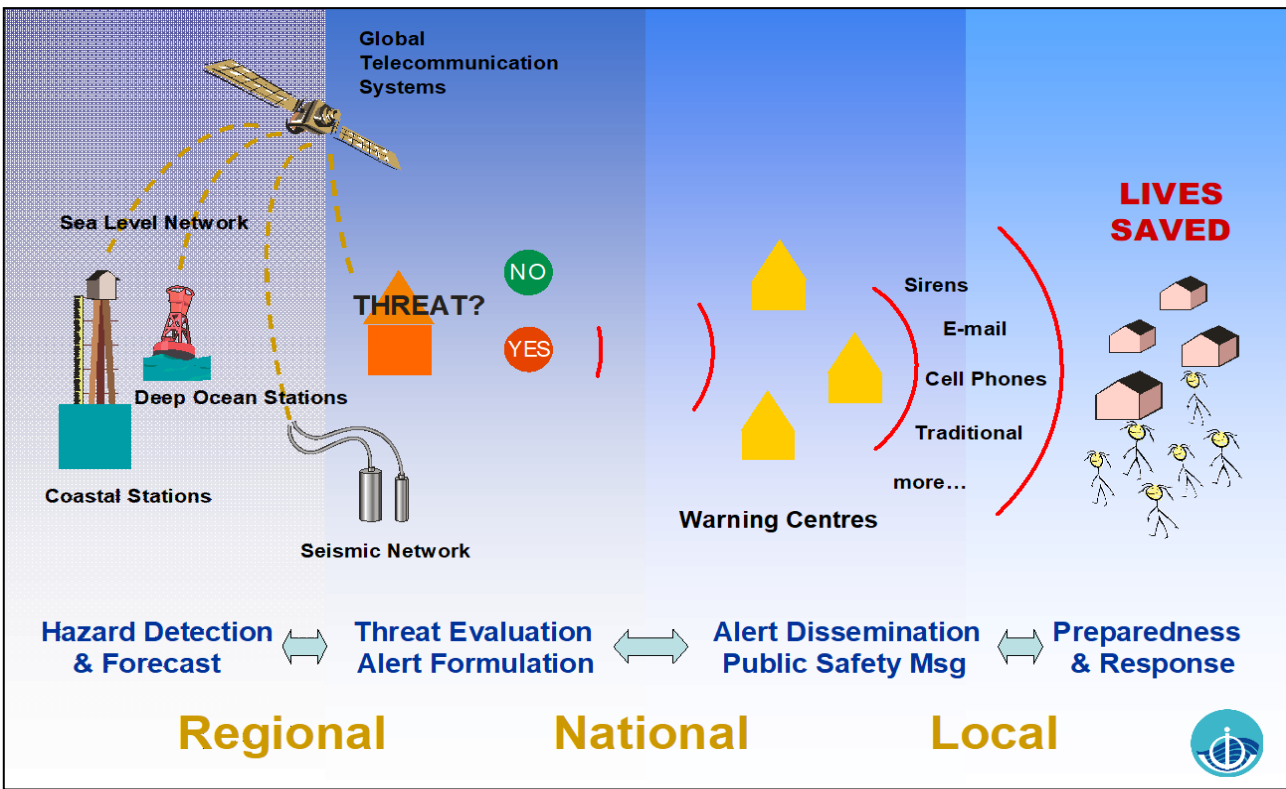 Global
Telecommunication
Systems
LIVES
SAVED
Sea Level Network
NO
Sirens
THREAT?
E-mail
YES
Cell Phones
Deep Ocean Stations
Traditional
Coastal Stations
more…
Warning Centres
Seismic Network
Hazard Detection
& Forecast
Threat Evaluation
Alert Formulation
Alert Dissemination
Public Safety Msg
Preparedness
& Response
Regional
National
Local